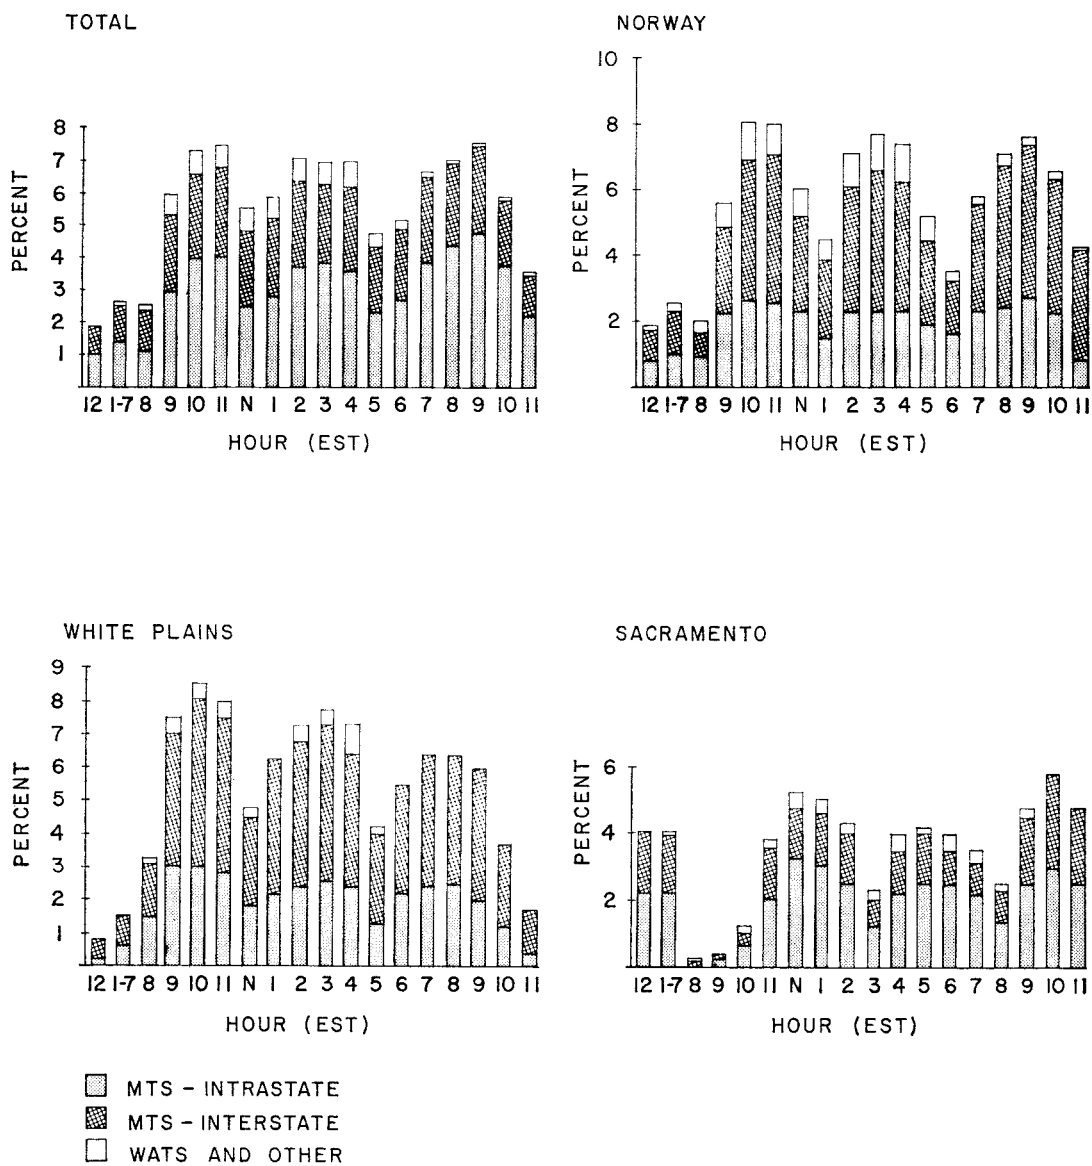 TOTAL
PERCENT
8
7
6
5
4
3
2
1
12 1-7 8 9 10 11 N 1 2 3 4 5 6 7 8 9 10 11
HOUR (EST)
NORWAY
PERCENT
10
8
6
4
2
12 1-7 8 9 10 11 N 1 2 3 4 5 6 7 8 9 10 11
HOUR (EST)
WHITE PLAINS
PERCENT
9
8
7
6
5
4
3
2
1
12 1-7 8 9 10 11 N 1 2 3 4 5 6 7 8 9 10 11
HOUR (EST)
SACRAMENTO
PERCENT
6
4
2
12 1-7 8 9 10 11 N 1 2 3 4 5 6 7 8 9 10 11
HOUR (EST)
MTS - INTRASTATE
MTS - INTERSTATE
WATS AND OTHER